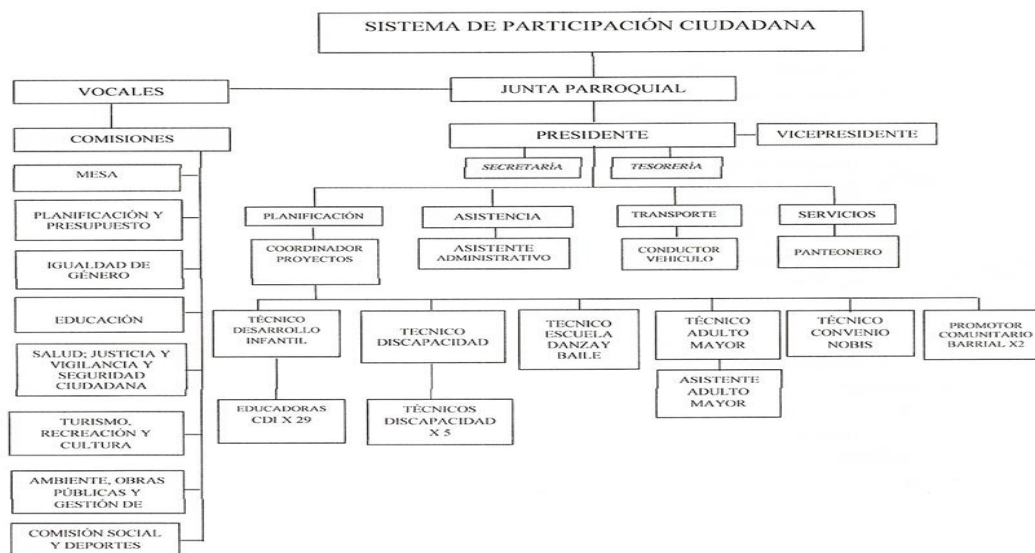 SISTEMA DE PARTICIPACIÓN CIUDADANA
VOCALES
JUNTA PARROQUIAL
COMISIONES
PRESIDENTE
VICEPRESIDENTE
SECRETARÍA
TESORERÍA
MESA
PLANIFICACIÓN Y
PRESUPUESTO
IGUALDAD DE
GÉNERO
EDUCACIÓN
SALUD; JUSTICIA Y
VIGILANCIA Y
SEGURIDAD
CIUDADANA
TURISMO,
RECREACIÓN Y
CULTURA
AMBIENTE, OBRAS
PÚBLICAS Y
GESTIÓN DE
COMISIÓN SOCIAL
Y DEPORTES
PLANIFICACIÓN
ASISTENCIA
TRANSPORTE
SERVICIOS
COORDINADOR
PROYECTOS
ASISTENTE
ADMINISTRATIVO
CONDUCTOR
VEHICULO
PANTEONERO
TÉCNICO
DESARROLLO
INFANTIL
TECNICO
DISCAPACIDAD
TECNICO
ESCUELA
DANZA Y
BAILE
TÉCNICO
ADULTO
MAYOR
TÉCNICO
CONVENIO
NOBIS
PROMOTOR
COMUNITARIO
BARRIAL X2
EDUCADORAS
CDI X 29
TÉCNICOS
DISCAPACIDAD
X 5
ASISTENTE
ADULTO
MAYOR